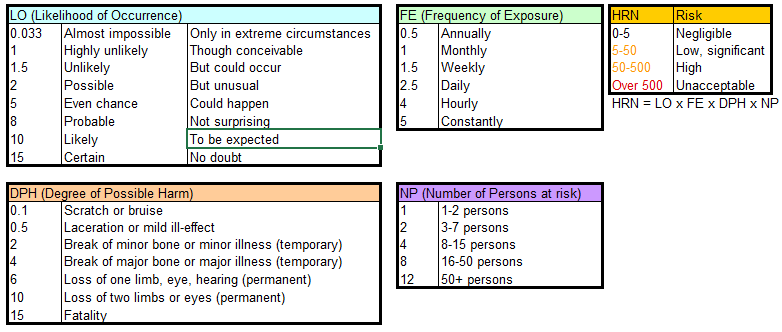 LO (Likelihood of Occurrence)
0.033 Almost impossible Only in extreme circumstances
1 Highly unlikely Though conceivable
1.5 Unlikely But could occur
2 Possible But unusual
5 Even chance Could happen
8 Probable Not surprising
10 Likely To be expected
15 Certain No doubt
FE (Frequency of Exposure)
0.5 Annually
1 Monthly
1.5 Weekly
2.5 Daily
4 Hourly
5 Constantly
HRN Risk
0-5 Negligible
5-50 Low, significant
50-500 High
Over 500 Unacceptable
HRN = LO x FE x DPH x NP
DPH (Degree of Possible Harm)
0.1 Scratch or bruise
0.5 Laceration or mild ill-effect
2 Break of minor bone or minor illness (temporary)
4 Break of major bone or major illness (temporary)
6 Loss of one limb, eye, hearing (permanent)
10 Loss of two limbs or eyes (permanent)
15 Fatality
NP (Number of Persons at risk)
1 1-2 persons
2 3-7 persons
4 8-15 persons
8 16-50 persons
12 50+ persons